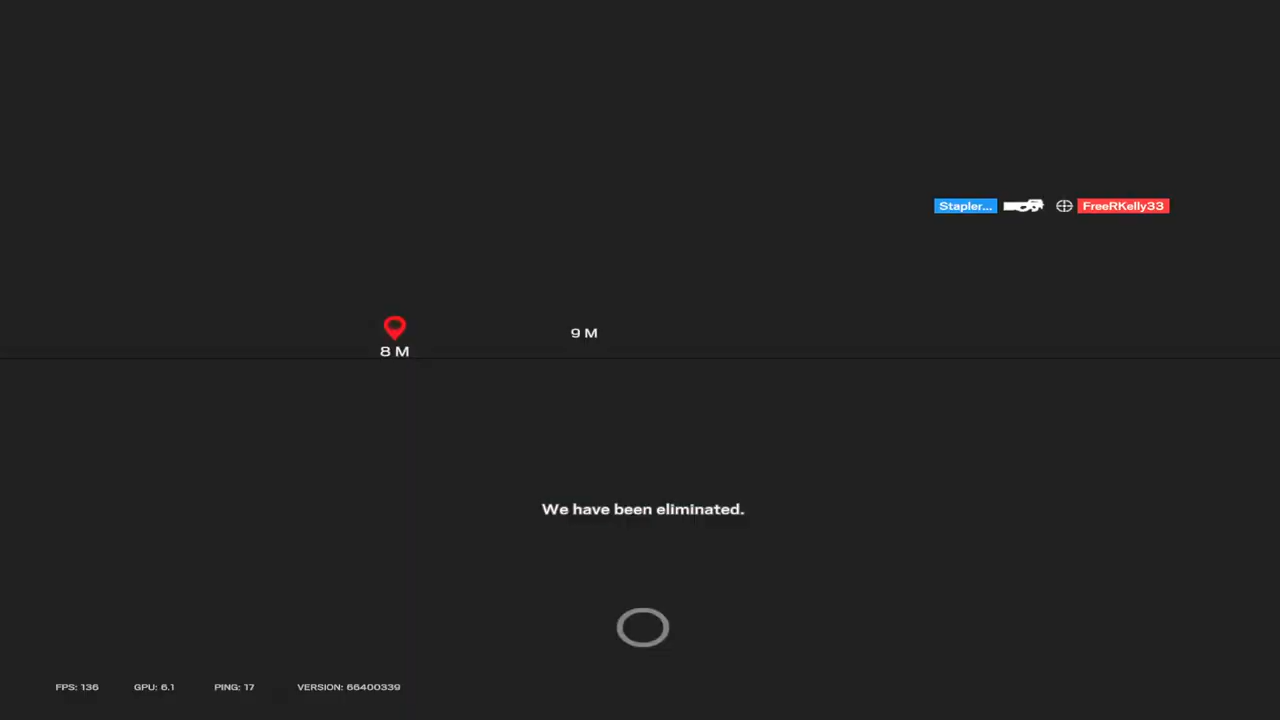 Stapler... FreeRKelly33
9 M
8 M
We have been eliminated.
FPS: 136 GPU: 6.1 PING: 17 VERSION: 66400339